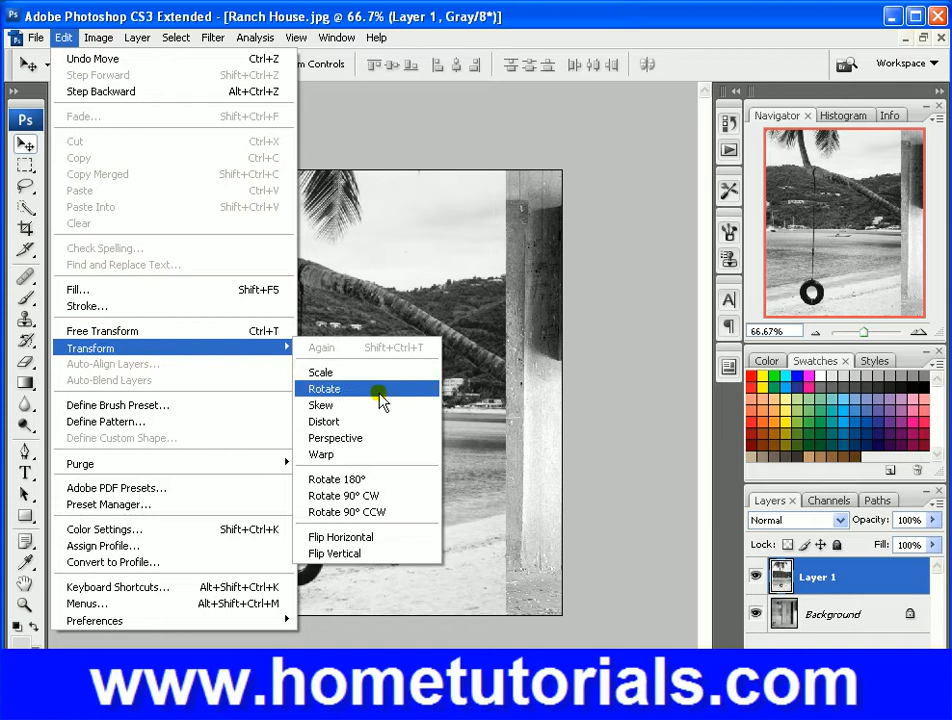 Adobe Photoshop CS3 Extended - [Ranch House.jpg @ 66.7% (Layer 1, Gray/8*)]
File Edit Image Layer Select Filter Analysis View Window Help
m Controls Workspace
Undo Move Ctrl+Z
Step Forward Shift+Ctrl+Z
Step Backward Alt+Ctrl+Z
Fade... Shift+Ctrl+F
Cut Ctrl+X
Copy Ctrl+C
Copy Merged Shift+Ctrl+C
Paste Ctrl+V
Paste Into Shift+Ctrl+V
Clear
Check Spelling...
Find and Replace Text...
Fill... Shift+F5
Stroke...
Free Transform Ctrl+T
Transform
Auto-Align Layers...
Auto-Blend Layers
Define Brush Preset...
Define Pattern...
Define Custom Shape...
Purge
Adobe PDF Presets...
Preset Manager...
Color Settings... Shift+Ctrl+K
Assign Profile...
Convert to Profile...
Keyboard Shortcuts... Alt+Shift+Ctrl+K
Menus... Alt+Shift+Ctrl+M
Preferences
Again Shift+Ctrl+T
Scale
Rotate
Skew
Distort
Perspective
Warp
Rotate 180°
Rotate 90° CW
Rotate 90° CCW
Flip Horizontal
Flip Vertical
Ps
T
Navigator Histogram Info
66.67%
A
Color Swatches Styles
Layers Channels Paths
Normal Opacity: 100%
Lock: Fill: 100%
Layer 1
Background
www.hometutorials.com